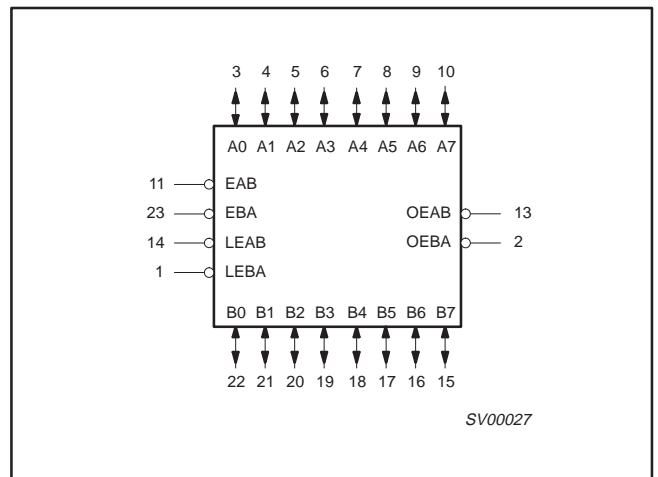 3 4 5 6 7 8 9 10
A0 A1 A2 A3 A4 A5 A6 A7
11 EAB
23 EBA OEAB 13
14 LEAB OEBA 2
1 LEBA
B0 B1 B2 B3 B4 B5 B6 B7
22 21 20 19 18 17 16 15
SV00027